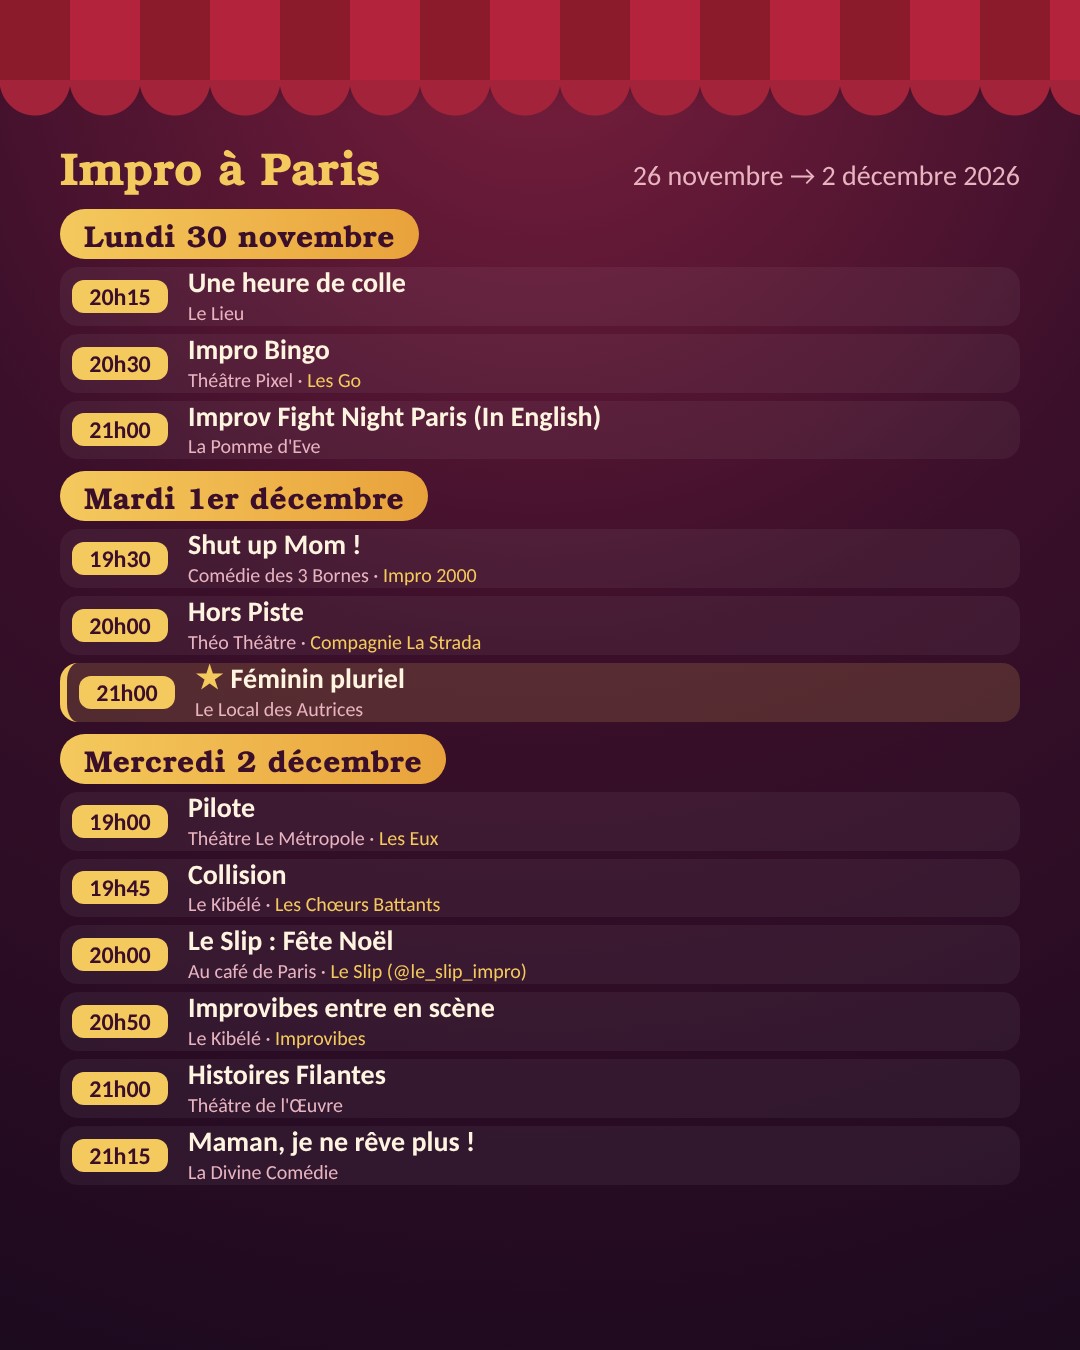 Impro à Paris
26 novembre → 2 décembre 2026
Lundi 30 novembre
20h15
Une heure de colle
Le Lieu
20h30
Impro Bingo
Théâtre Pixel · Les Go
21h00
Improv Fight Night Paris (In English)
La Pomme d'Eve
Mardi 1er décembre
19h30
Shut up Mom !
Comédie des 3 Bornes · Impro 2000
20h00
Hors Piste
Théo Théâtre · Compagnie La Strada
21h00
★ Féminin pluriel
Le Local des Autrices
Mercredi 2 décembre
19h00
Pilote
Théâtre Le Métropole · Les Eux
19h45
Collision
Le Kibélé · Les Chœurs Battants
20h00
Le Slip : Fête Noël
Au café de Paris · Le Slip (@le_slip_impro)
20h50
Improvibes entre en scène
Le Kibélé · Improvibes
21h00
Histoires Filantes
Théâtre de l'Œuvre
21h15
Maman, je ne rêve plus !
La Divine Comédie